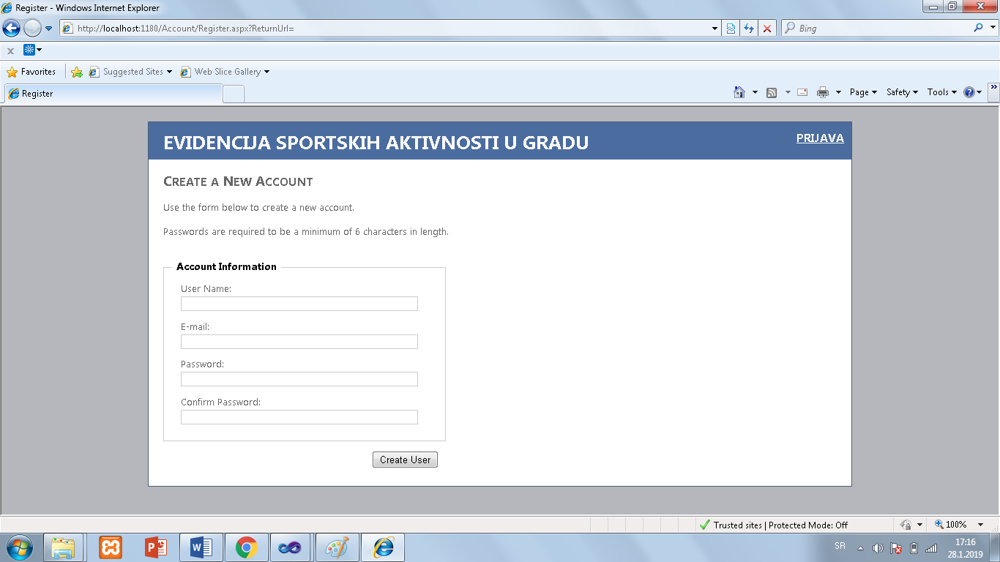 Register - Windows Internet Explorer
http://localhost:1180/Account/Register.aspx?ReturnUrl=
Bing
x
Favorites
Suggested Sites
Web Slice Gallery
Register
Page
Safety
Tools
EVIDENCIJA SPORTSKIH AKTIVNOSTI U GRADU
PRIJAVA
CREATE A NEW ACCOUNT
Use the form below to create a new account.
Passwords are required to be a minimum of 6 characters in length.
Account Information
User Name:
E-mail:
Password:
Confirm Password:
Create User
Trusted sites | Protected Mode: Off
100%
SR
17:16
28.1.2019